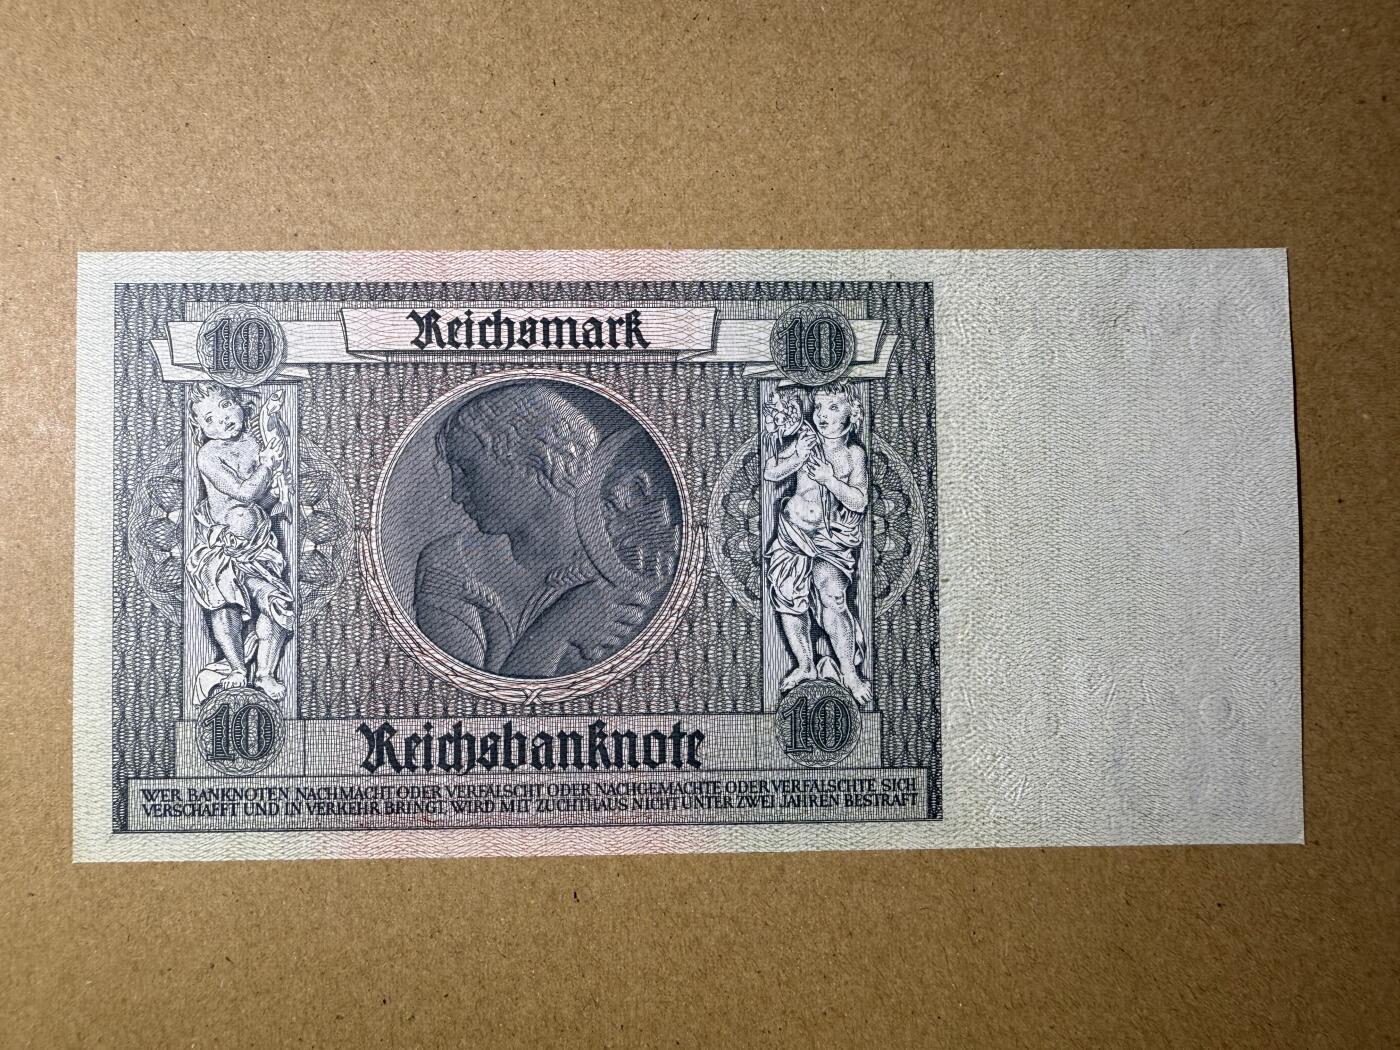 10 Reichsmark 10
10 Reichsbanknote 10
WER BANKNOTEN NACHMACHT ODER VERFÄLSCHT ODER NACHGEMACHTE ODER VERFÄLSCHTE SICH
VERSCHAFFT UND IN VERKEHR BRINGT, WIRD MIT ZUCHTHAUS NICHT UNTER ZWEI JAHREN BESTRAFT